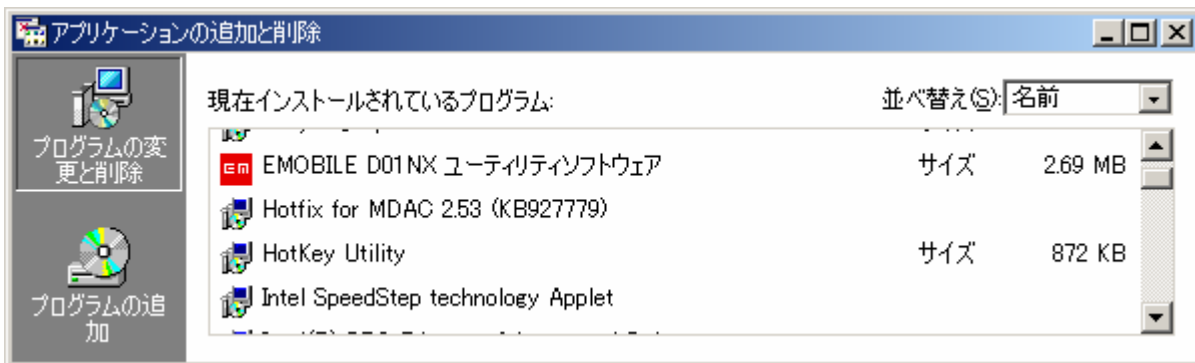 アプリケーションの追加と削除
プログラムの変
更と削除
プログラムの追
加
現在インストールされているプログラム:
並べ替え(S): 名前
EMOBILE D01NX ユーティリティソフトウェア サイズ 2.69 MB
Hotfix for MDAC 2.53 (KB927779)
HotKey Utility サイズ 872 KB
Intel SpeedStep technology Applet